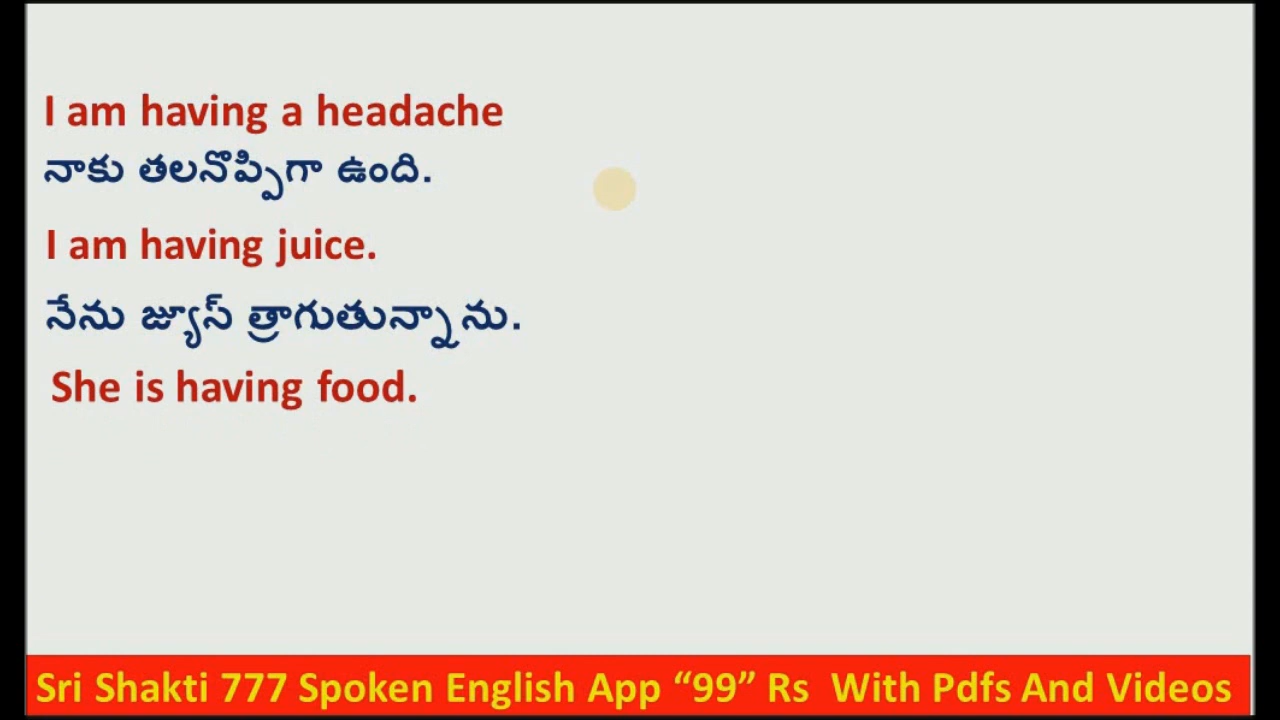 I am having a headache
నాకు తలనొప్పిగా ఉంది.
I am having juice.
నేను జ్యూస్ త్రాగుతున్నాను.
She is having food.
Sri Shakti 777 Spoken English App “99” Rs With Pdfs And Videos